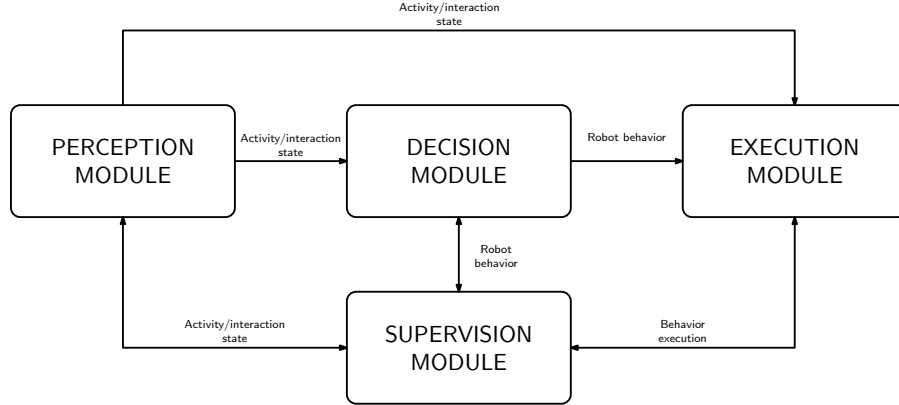 Activity/interaction
state
PERCEPTION
MODULE
Activity/interaction
state
DECISION
MODULE
Robot behavior
EXECUTION
MODULE
Robot
behavior
Activity/interaction
state
SUPERVISION
MODULE
Behavior
execution